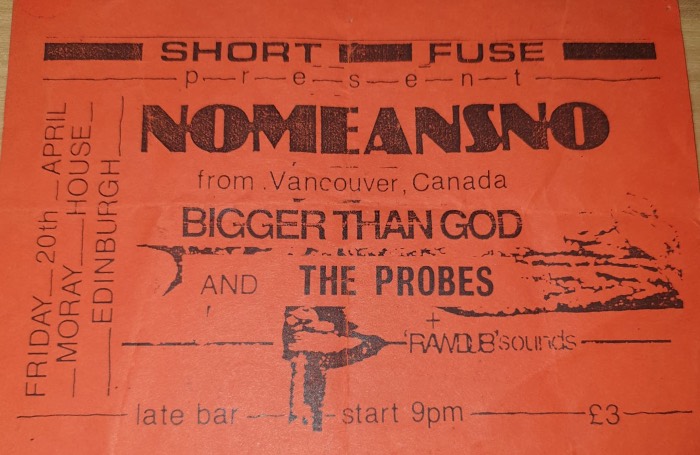 SHORT FUSE
p—r—e—s—e—n—t
NOMEANSNO
from Vancouver, Canada
BIGGER THAN GOD
AND THE PROBES
+
'RAWDUB' sounds
late bar — start 9pm — £3
FRIDAY — 20th — APRIL
MORAY — HOUSE
EDINBURGH